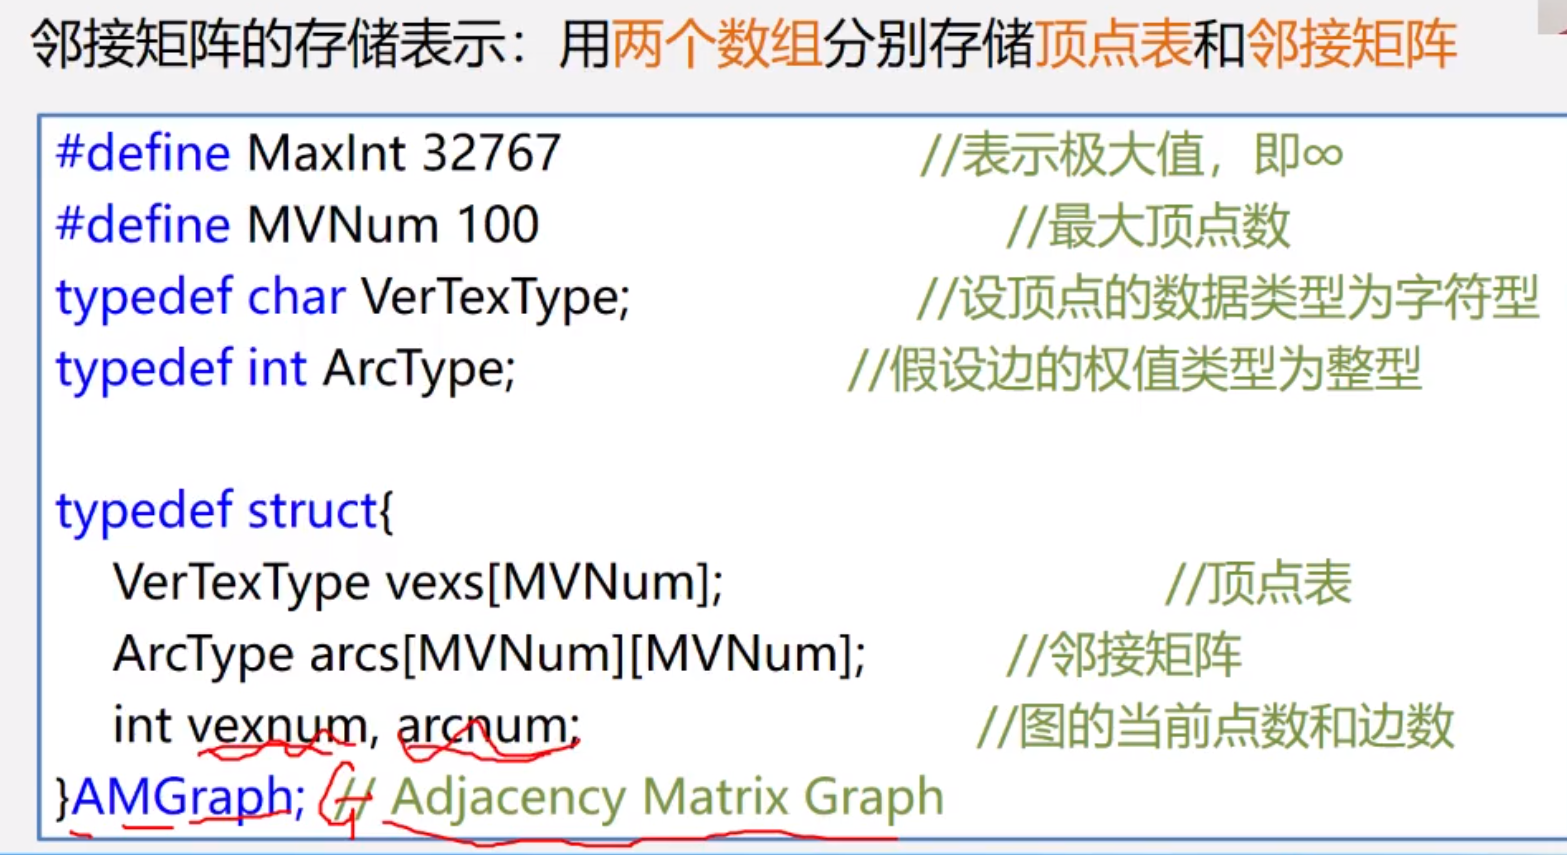 邻接矩阵的存储表示：用两个数组分别存储顶点表和邻接矩阵
#define MaxInt 32767 //表示极大值，即∞
#define MVNum 100 //最大顶点数
typedef char VerTexType; //设顶点的数据类型为字符型
typedef int ArcType; //假设边的权值类型为整型
typedef struct{
VerTexType vexs[MVNum]; //顶点表
ArcType arcs[MVNum][MVNum]; //邻接矩阵
int vexnum, arcnum; //图的当前点数和边数
}AMGraph; // Adjacency Matrix Graph